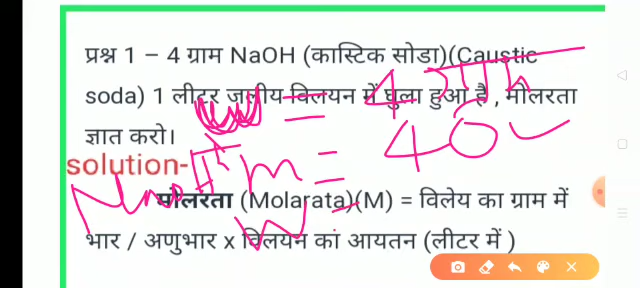 प्रश्न 1 – 4 ग्राम NaOH (कास्टिक सोडा)(Caustic
soda) 1 लीटर जलीय विलयन में घुला हुआ है , मोलरता
ज्ञात करो।
w = 4 ग्राम
solution-
m = 40
मोलरता (Molarata)(M) = विलेय का ग्राम में
W =
भार / अणुभार x विलयन का आयतन (लीटर में )